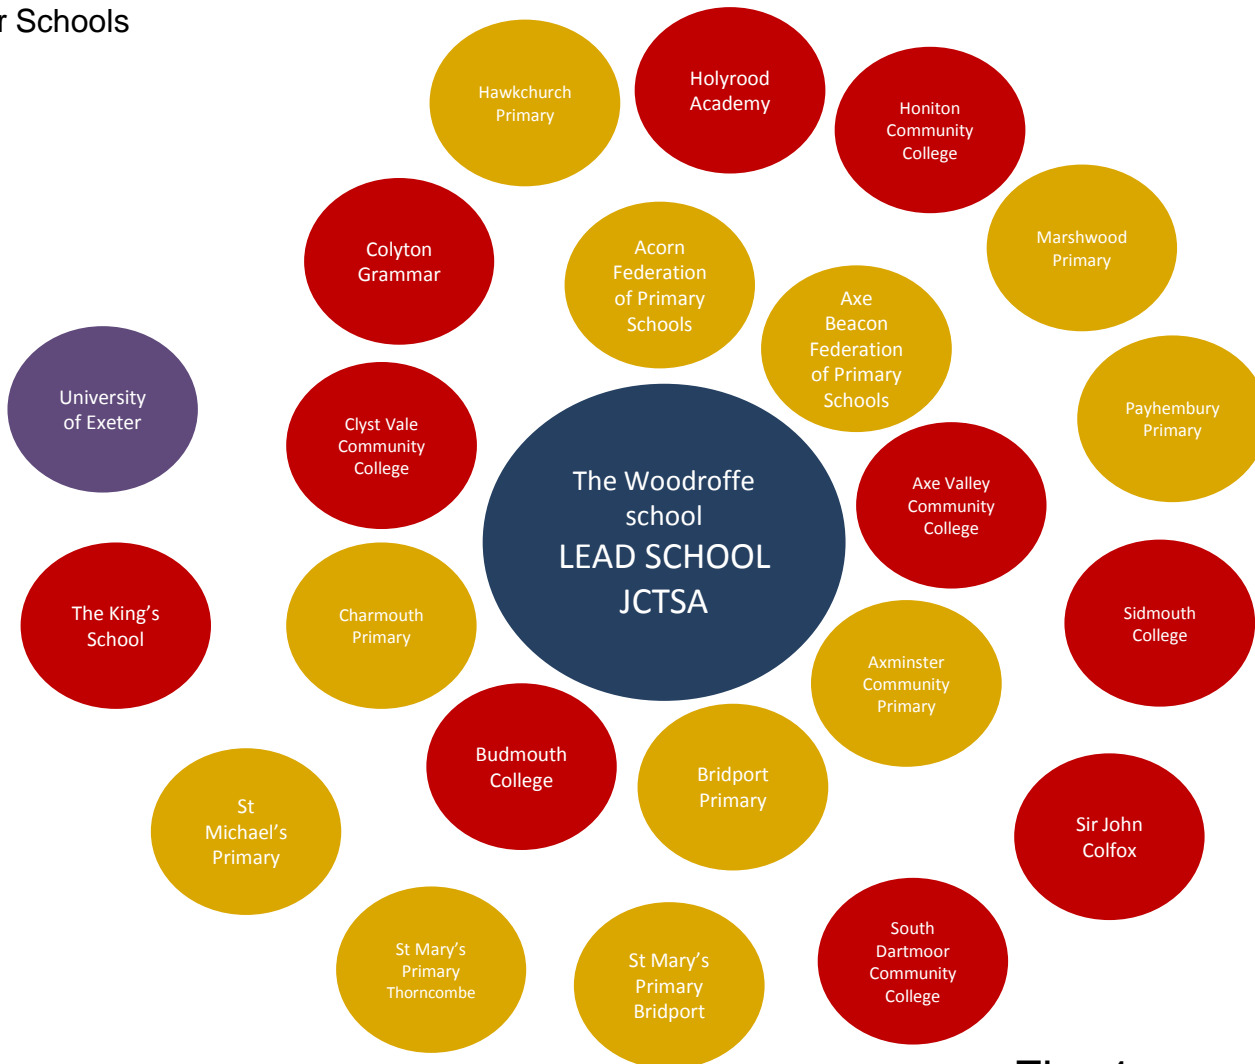 r Schools
Hawkchurch
Primary
Holyrood
Academy
Honiton
Community
College
Colyton
Grammar
Acorn
Federation
of Primary
Schools
Marshwood
Primary
Axe
Beacon
Federation
of Primary
Schools
University
of Exeter
Clyst Vale
Community
College
Payhembury
Primary
The Woodroffe
school
LEAD SCHOOL
JCTSA
Axe Valley
Community
College
The King's
School
Charmouth
Primary
Sidmouth
College
Axminster
Community
Primary
Budmouth
College
Bridport
Primary
St
Michael's
Primary
Sir John
Colfox
St Mary's
Primary
Thorncombe
St Mary's
Primary
Bridport
South
Dartmoor
Community
College